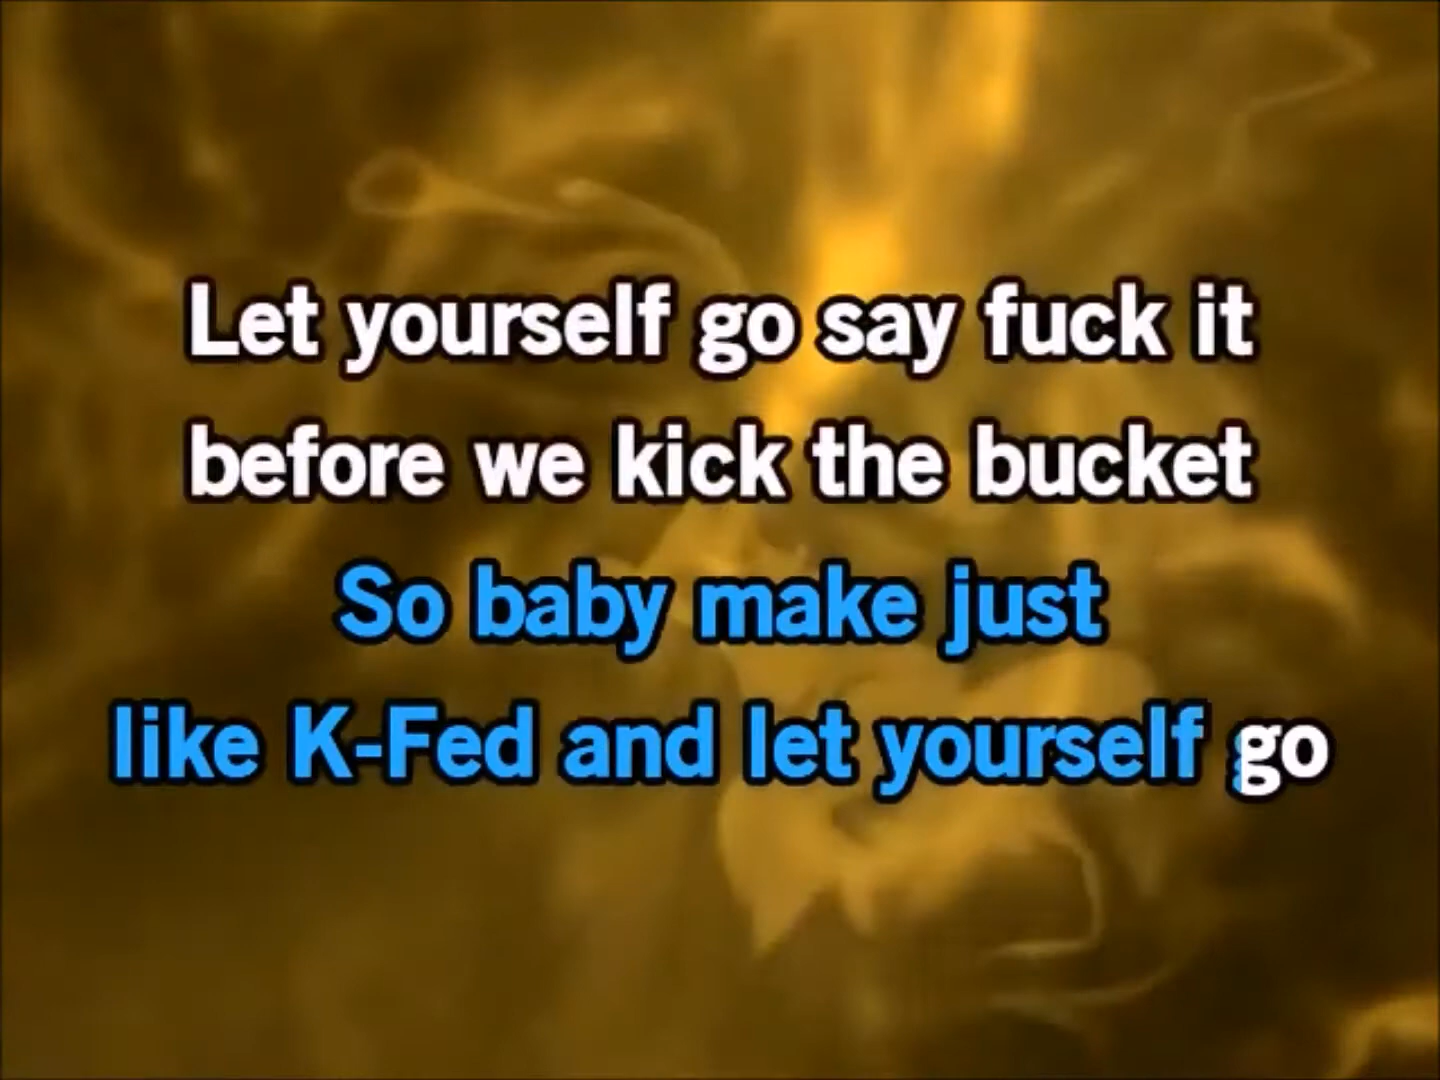 Let yourself go say fuck it
before we kick the bucket
So baby make just
like K-Fed and let yourself go